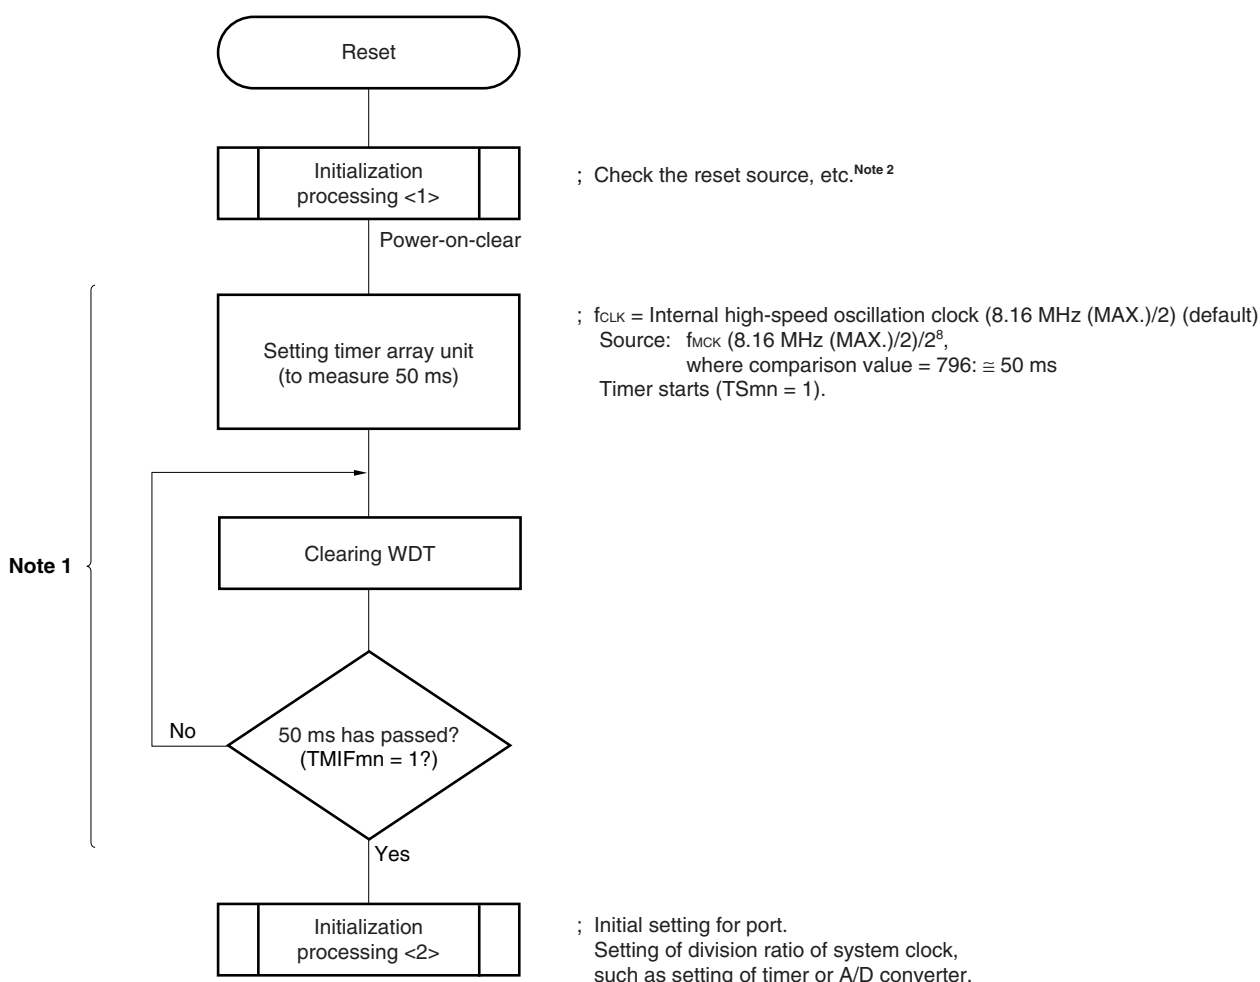 Reset
Initialization
processing <1>
; Check the reset source, etc.Note 2
Power-on-clear
Setting timer array unit
(to measure 50 ms)
; fCLK = Internal high-speed oscillation clock (8.16 MHz (MAX.)/2) (default)
Source: fMCK (8.16 MHz (MAX.)/2)/2⁸,
where comparison value = 796: ≅ 50 ms
Timer starts (TSmn = 1).
Clearing WDT
Note 1
No
50 ms has passed?
(TMIFmn = 1?)
Yes
Initialization
processing <2>
; Initial setting for port.
Setting of division ratio of system clock,
such as setting of timer or A/D converter.